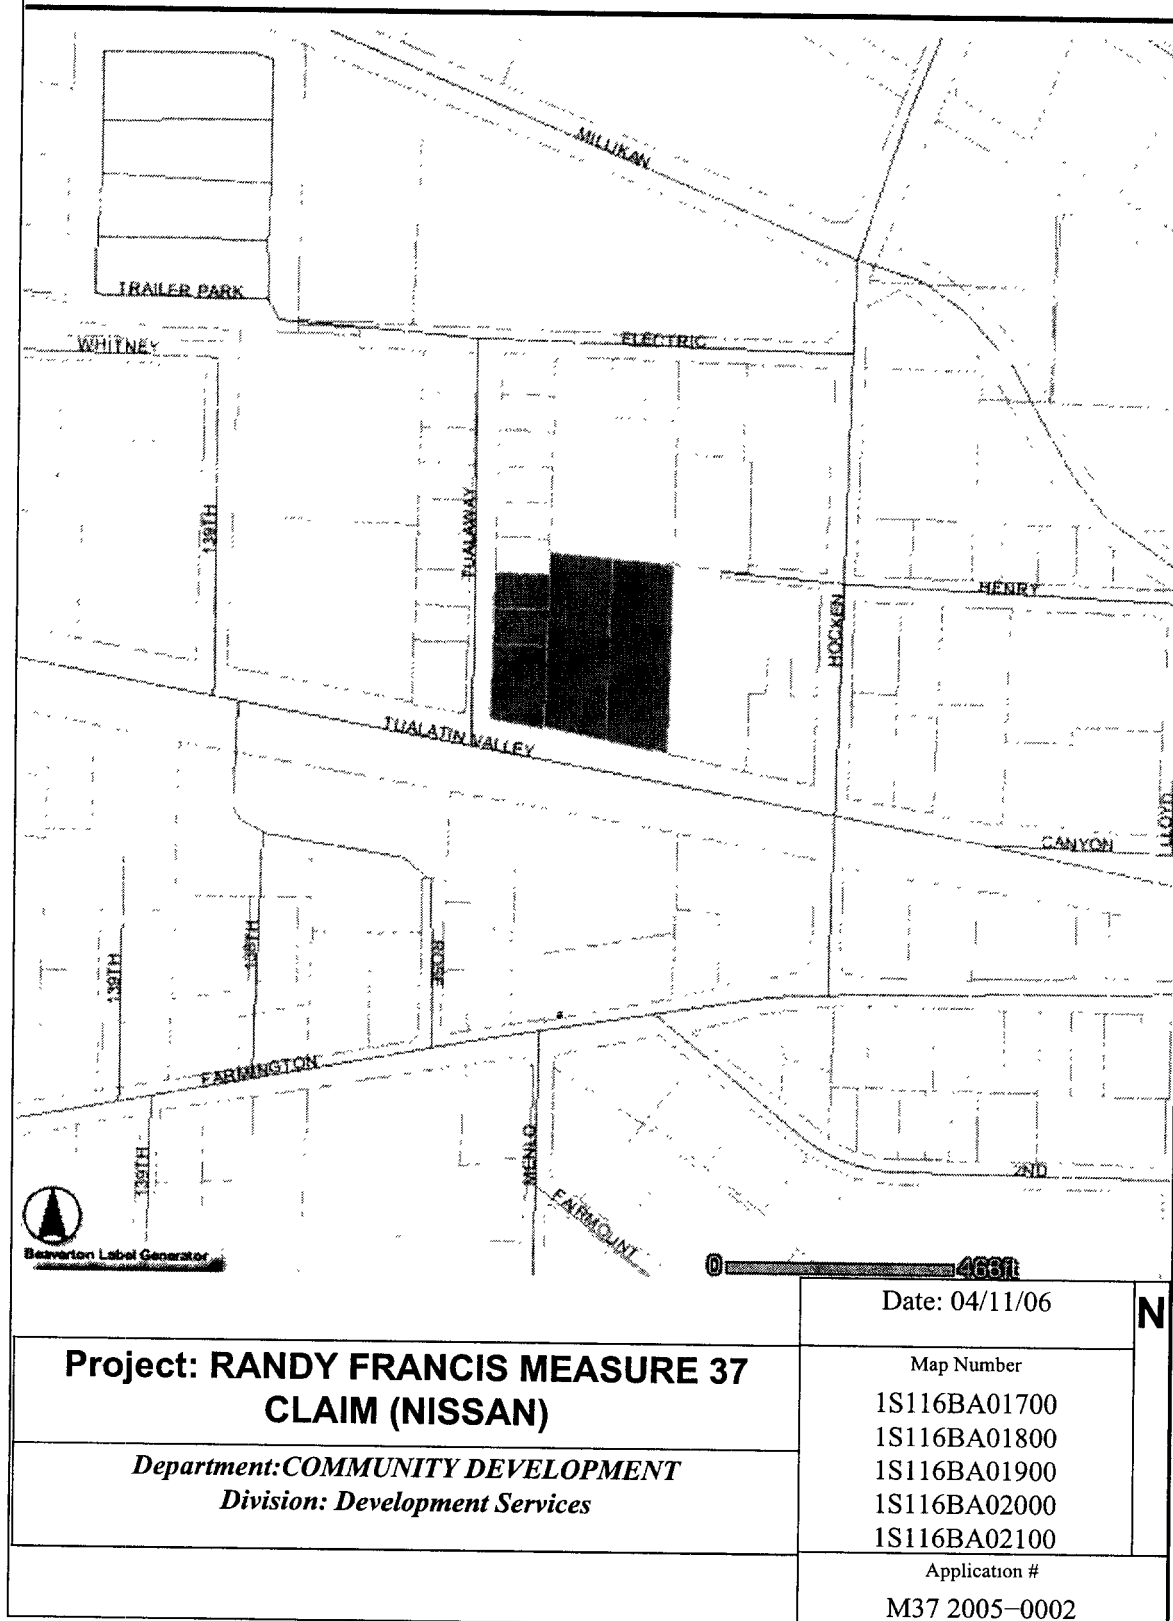 MILLIKAN
TRAILER PARK
WHITNEY
ELECTRIC
139TH
TUALAWAY
HENRY
HOCKEN
TUALATIN VALLEY
CANYON
LLOYD
139TH
ROSE
139TH
FARMINGTON
MENLO
139TH
2ND
FAIRMOUNT
Beaverton Label Generator
0 468ft
Date: 04/11/06
N
Project: RANDY FRANCIS MEASURE 37
CLAIM (NISSAN)
Map Number
1S116BA01700
1S116BA01800
1S116BA01900
1S116BA02000
1S116BA02100
Department:COMMUNITY DEVELOPMENT
Division: Development Services
Application #
M37 2005-0002